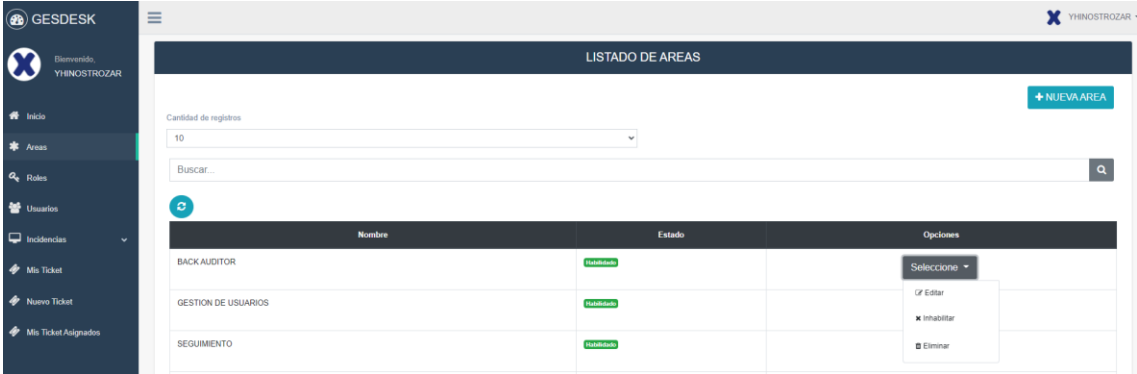 GESDESK
YHINOSTROZAR
Bienvenido,
YHINOSTROZAR
Inicio
Areas
Roles
Usuarios
Incidencias
Mis Ticket
Nuevo Ticket
Mis Ticket Asignados
LISTADO DE AREAS
+ NUEVA AREA
Cantidad de registros
10
Buscar...
Nombre Estado Opciones
BACK AUDITOR Habilitado Seleccione
Editar
GESTION DE USUARIOS Habilitado
Inhabilitar
SEGUIMIENTO Habilitado
Eliminar